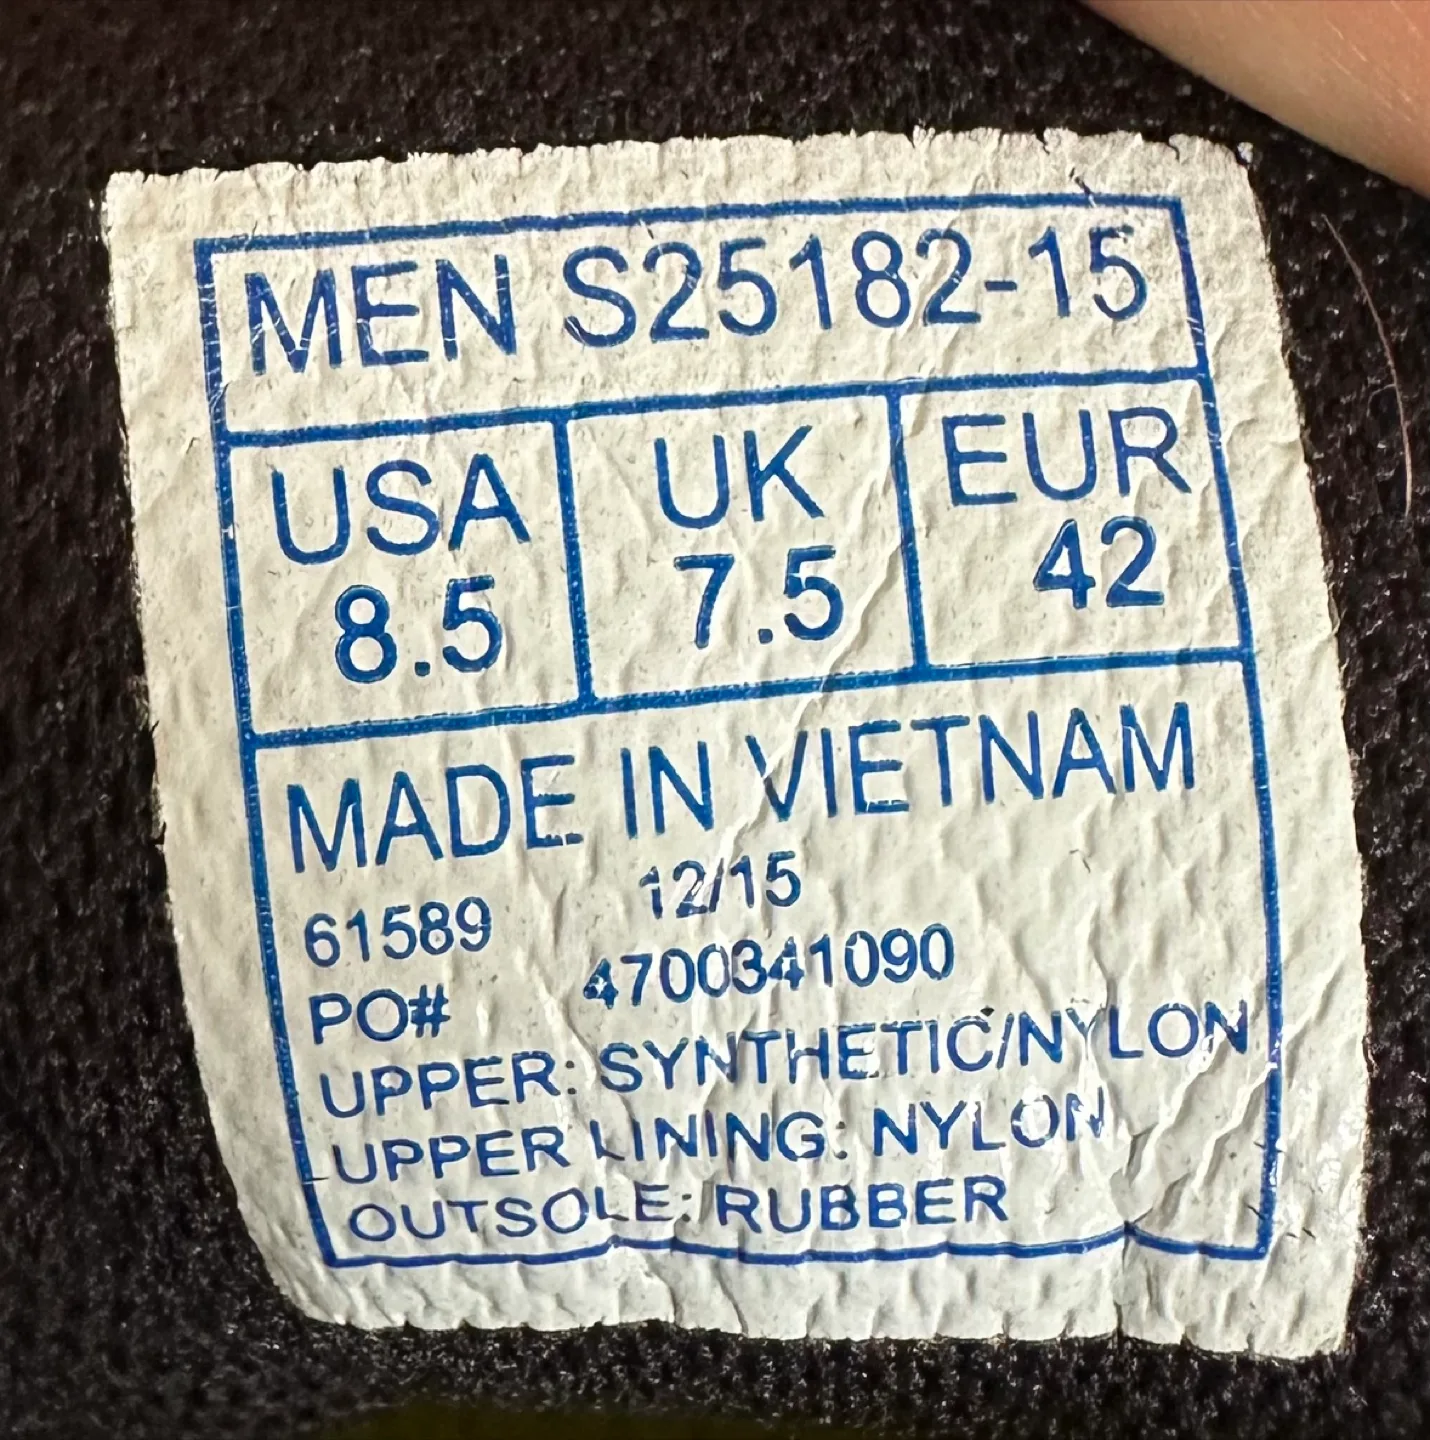 MEN S25182-15
USA UK EUR
8.5 7.5 42
MADE IN VIETNAM
12/15
61589
4700341090
PO#
UPPER: SYNTHETIC/NYLON
UPPER LINING: NYLON
OUTSOLE: RUBBER